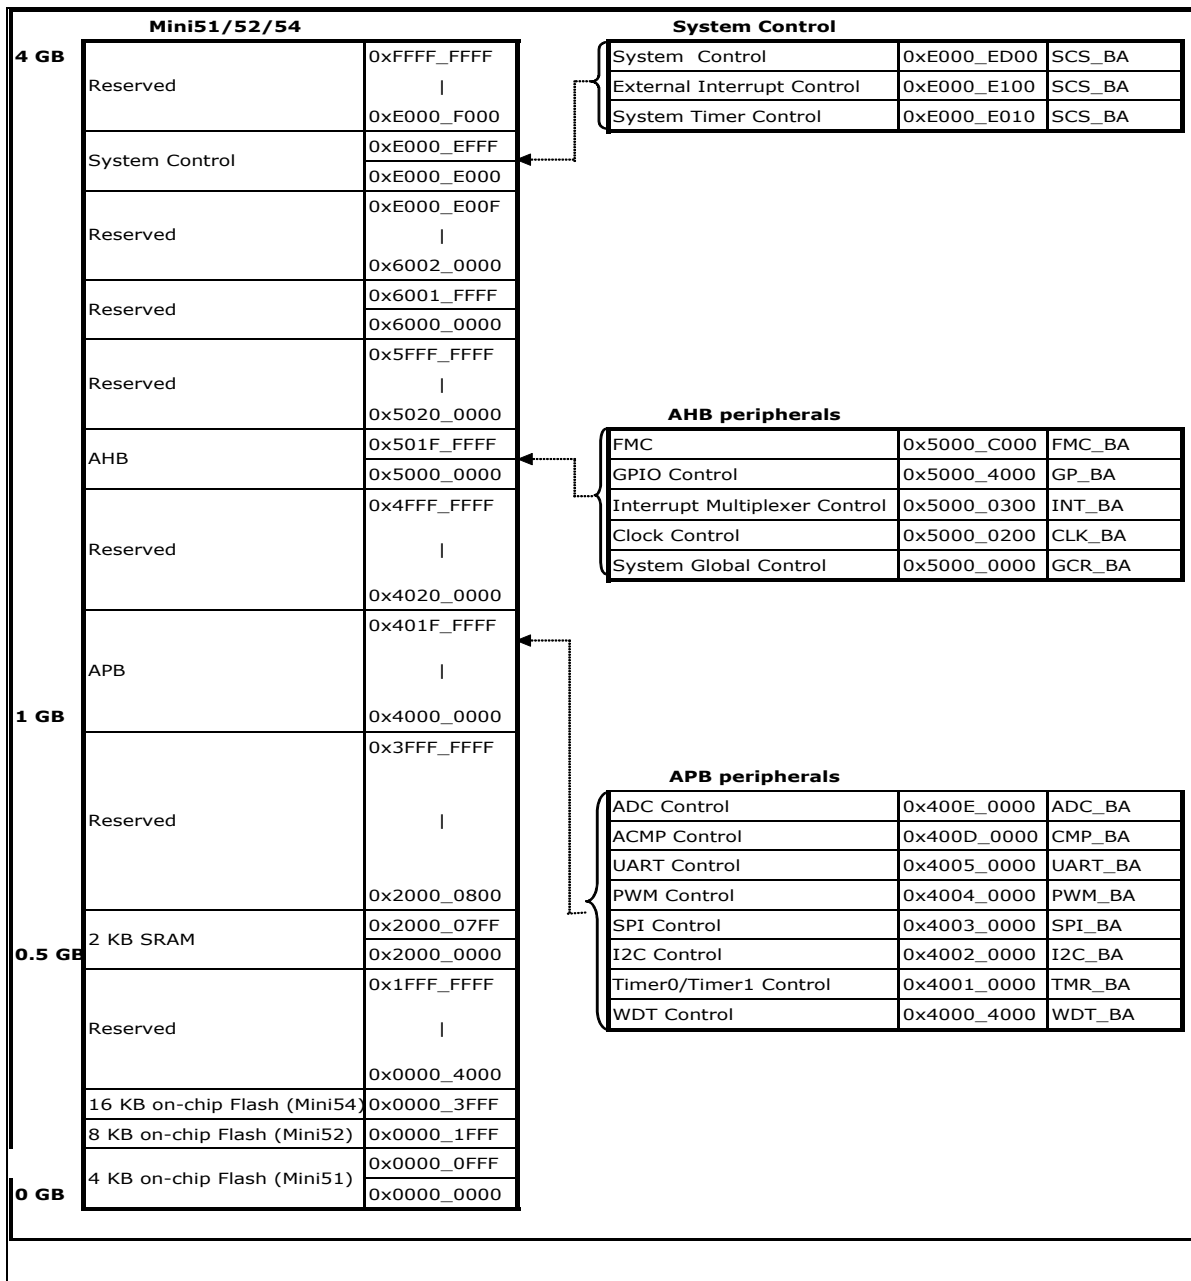 Mini51/52/54 System Control
4 GB Reserved 0xFFFF_FFFF
|
0xE000_F000
System Control 0xE000_ED00 SCS_BA
External Interrupt Control 0xE000_E100 SCS_BA
System Timer Control 0xE000_E010 SCS_BA
System Control 0xE000_EFFF
0xE000_E000
Reserved 0xE000_E00F
|
0x6002_0000
Reserved 0x6001_FFFF
0x6000_0000
Reserved 0x5FFF_FFFF
|
0x5020_0000
AHB 0x501F_FFFF
0x5000_0000
AHB peripherals
FMC 0x5000_C000 FMC_BA
GPIO Control 0x5000_4000 GP_BA
Interrupt Multiplexer Control 0x5000_0300 INT_BA
Clock Control 0x5000_0200 CLK_BA
System Global Control 0x5000_0000 GCR_BA
Reserved 0x4FFF_FFFF
|
0x4020_0000
APB 0x401F_FFFF
|
1 GB 0x4000_0000
Reserved 0x3FFF_FFFF
|
0x2000_0800
APB peripherals
ADC Control 0x400E_0000 ADC_BA
ACMP Control 0x400D_0000 CMP_BA
UART Control 0x4005_0000 UART_BA
PWM Control 0x4004_0000 PWM_BA
SPI Control 0x4003_0000 SPI_BA
I2C Control 0x4002_0000 I2C_BA
Timer0/Timer1 Control 0x4001_0000 TMR_BA
WDT Control 0x4000_4000 WDT_BA
2 KB SRAM 0x2000_07FF
0.5 GB 0x2000_0000
Reserved 0x1FFF_FFFF
|
0x0000_4000
16 KB on-chip Flash (Mini54) 0x0000_3FFF
8 KB on-chip Flash (Mini52) 0x0000_1FFF
4 KB on-chip Flash (Mini51) 0x0000_0FFF
0 GB 0x0000_0000